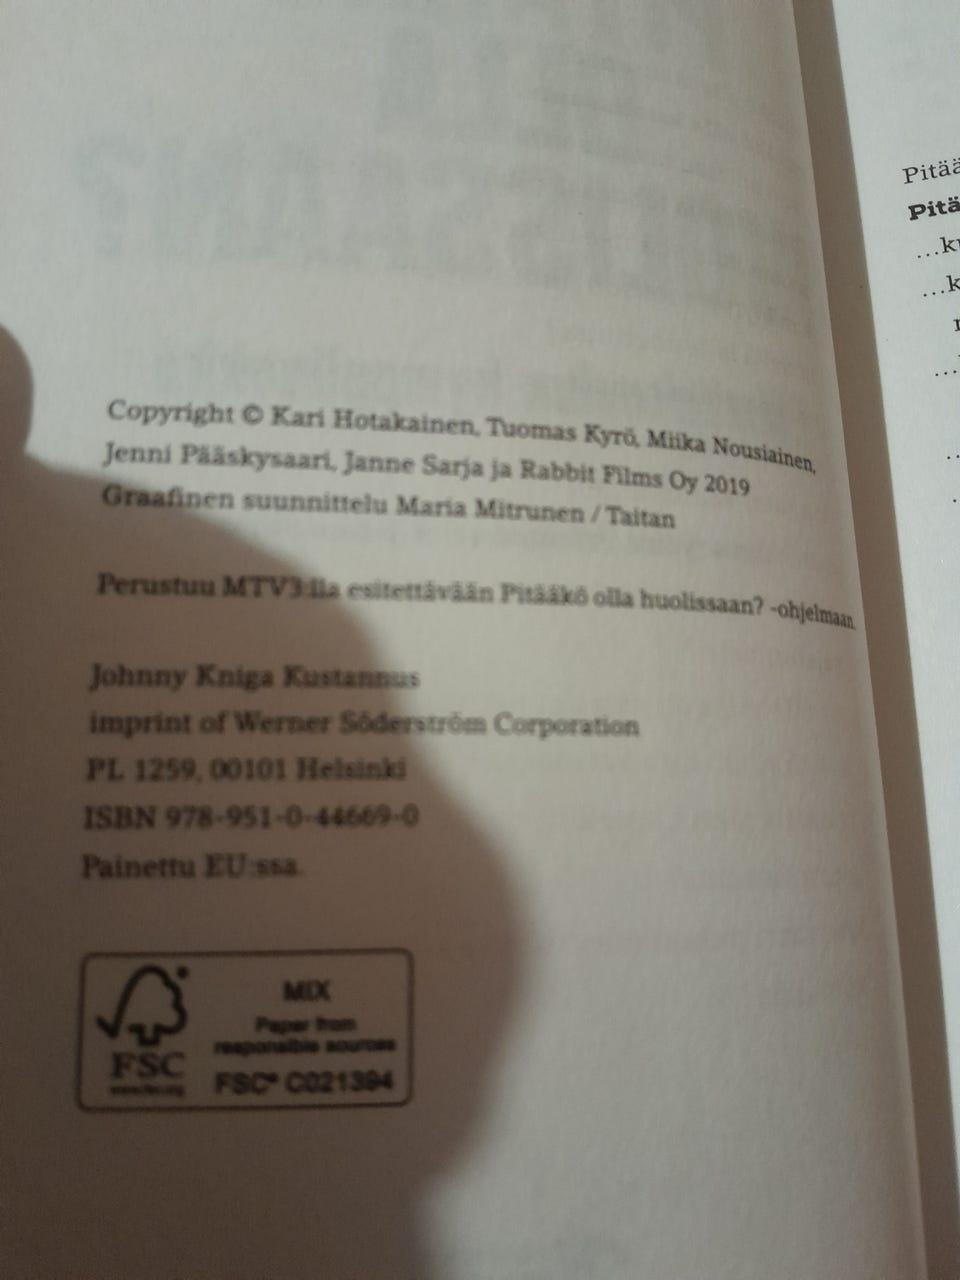 Copyright © Kari Hotakainen, Tuomas Kyrö, Miika Nousiainen,
Jenni Pääskysaari, Janne Sarja ja Rabbit Films Oy 2019
Graafinen suunnittelu Maria Mitrunen / Taitan
Perustuu MTV3:lla esitettävään Pitääkö olla huolissaan? -ohjelmaan.
Johnny Kniga Kustannus
imprint of Werner Söderström Corporation
PL 1259, 00101 Helsinki
ISBN 978-951-0-44669-0
Painettu EU:ssa.
FSC
www.fsc.org
MIX
Paper from
responsible sources
FSC® C021394
Pitää
Pitä
...k
...k